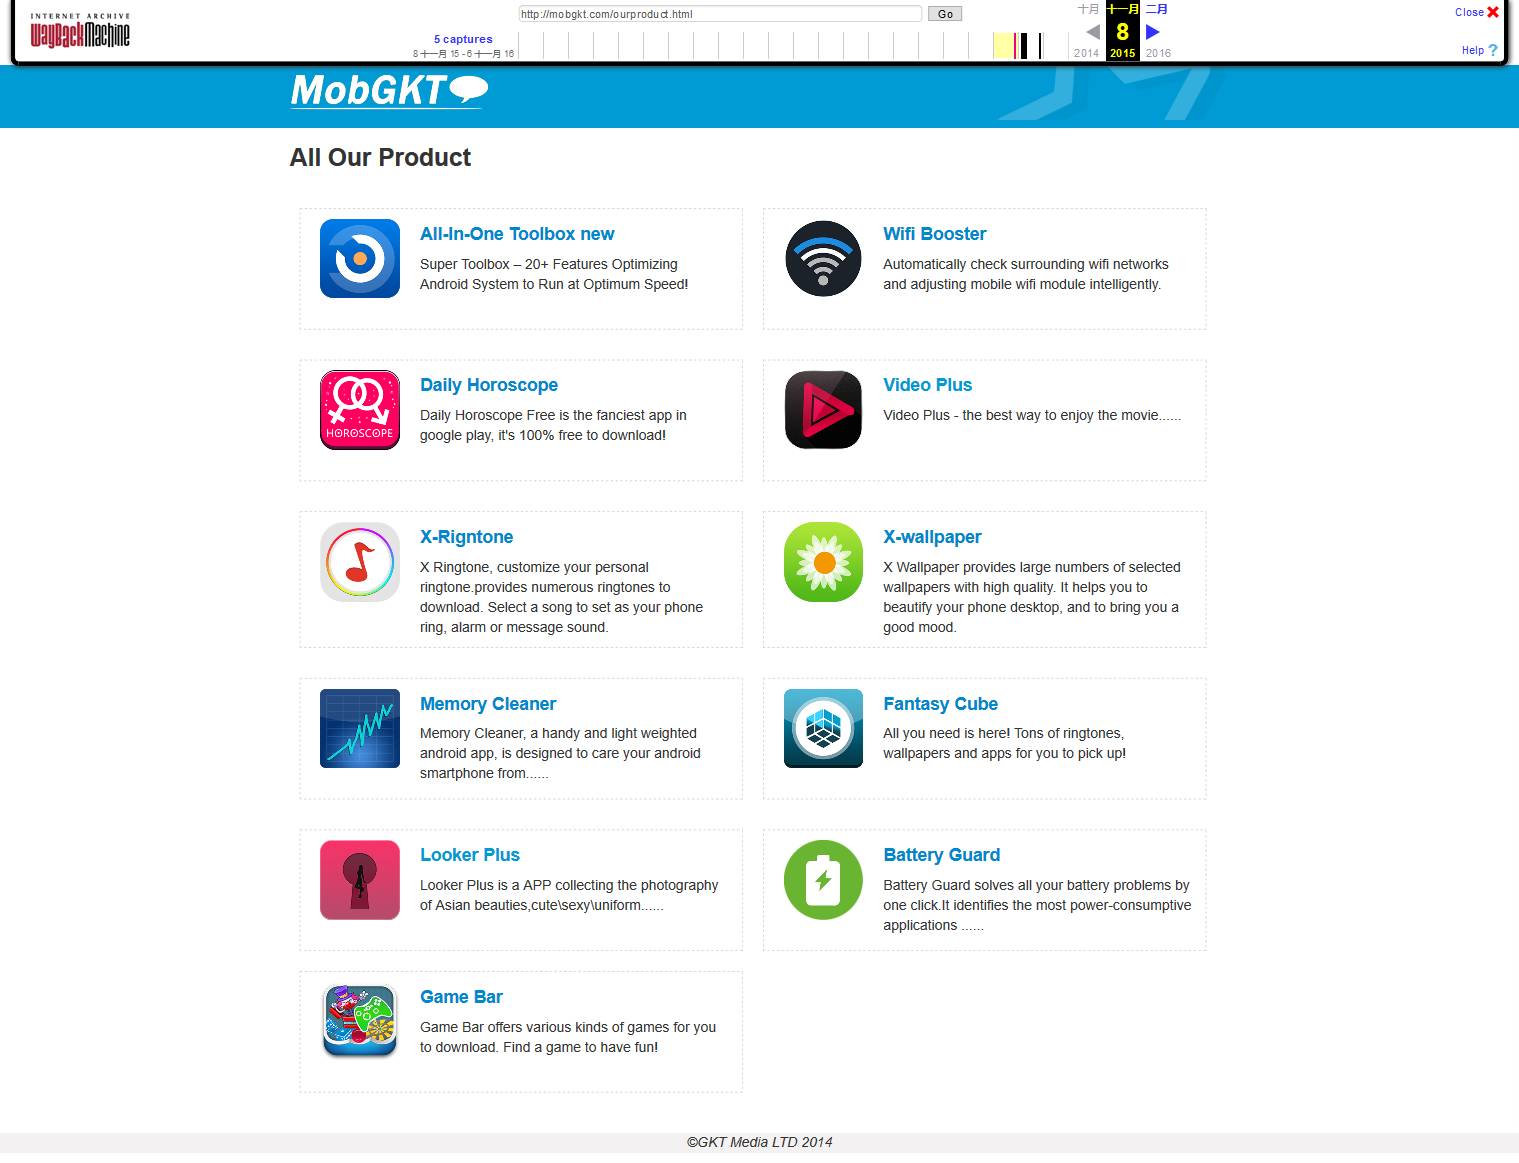 INTERNET ARCHIVE
WayBackMachine
http://mobgkt.com/ourproduct.html
Go
5 captures
8 十一月 15 - 6 十一月 16
十月 十一月 二月
8
2014 2015 2016
Close
Help ?
MobGKT
All Our Product
All-In-One Toolbox new
Super Toolbox – 20+ Features Optimizing
Android System to Run at Optimum Speed!
Wifi Booster
Automatically check surrounding wifi networks
and adjusting mobile wifi module intelligently.
HOROSCOPE
Daily Horoscope
Daily Horoscope Free is the fanciest app in
google play, it's 100% free to download!
Video Plus
Video Plus - the best way to enjoy the movie......
X-Rigntone
X Ringtone, customize your personal
ringtone.provides numerous ringtones to
download. Select a song to set as your phone
ring, alarm or message sound.
X-wallpaper
X Wallpaper provides large numbers of selected
wallpapers with high quality. It helps you to
beautify your phone desktop, and to bring you a
good mood.
Memory Cleaner
Memory Cleaner, a handy and light weighted
android app, is designed to care your android
smartphone from......
Fantasy Cube
All you need is here! Tons of ringtones,
wallpapers and apps for you to pick up!
Looker Plus
Looker Plus is a APP collecting the photography
of Asian beauties,cute\sexy\uniform......
Battery Guard
Battery Guard solves all your battery problems by
one click.It identifies the most power-consumptive
applications ......
Game Bar
Game Bar offers various kinds of games for you
to download. Find a game to have fun!
©GKT Media LTD 2014